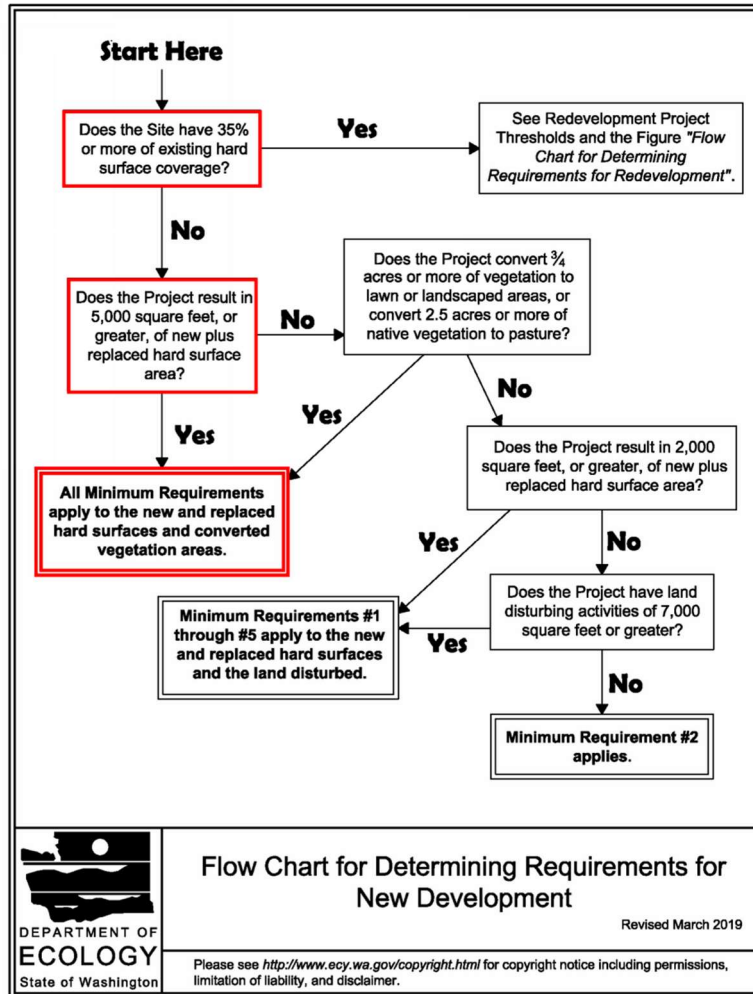 Start Here
Does the Site have 35%
or more of existing hard
surface coverage?
Yes
See Redevelopment Project
Thresholds and the Figure "Flow
Chart for Determining
Requirements for Redevelopment".
No
Does the Project result in
5,000 square feet, or
greater, of new plus
replaced hard surface
area?
No
Does the Project convert ¾
acres or more of vegetation to
lawn or landscaped areas, or
convert 2.5 acres or more of
native vegetation to pasture?
Yes
Yes
No
All Minimum Requirements
apply to the new and replaced
hard surfaces and converted
vegetation areas.
Does the Project result in 2,000
square feet, or greater, of new plus
replaced hard surface area?
Yes
No
Minimum Requirements #1
through #5 apply to the new
and replaced hard surfaces
and the land disturbed.
Yes
Does the Project have land
disturbing activities of 7,000
square feet or greater?
No
Minimum Requirement #2
applies.
DEPARTMENT OF
ECOLOGY
State of Washington
Flow Chart for Determining Requirements for
New Development
Revised March 2019
Please see http://www.ecy.wa.gov/copyright.html for copyright notice including permissions,
limitation of liability, and disclaimer.